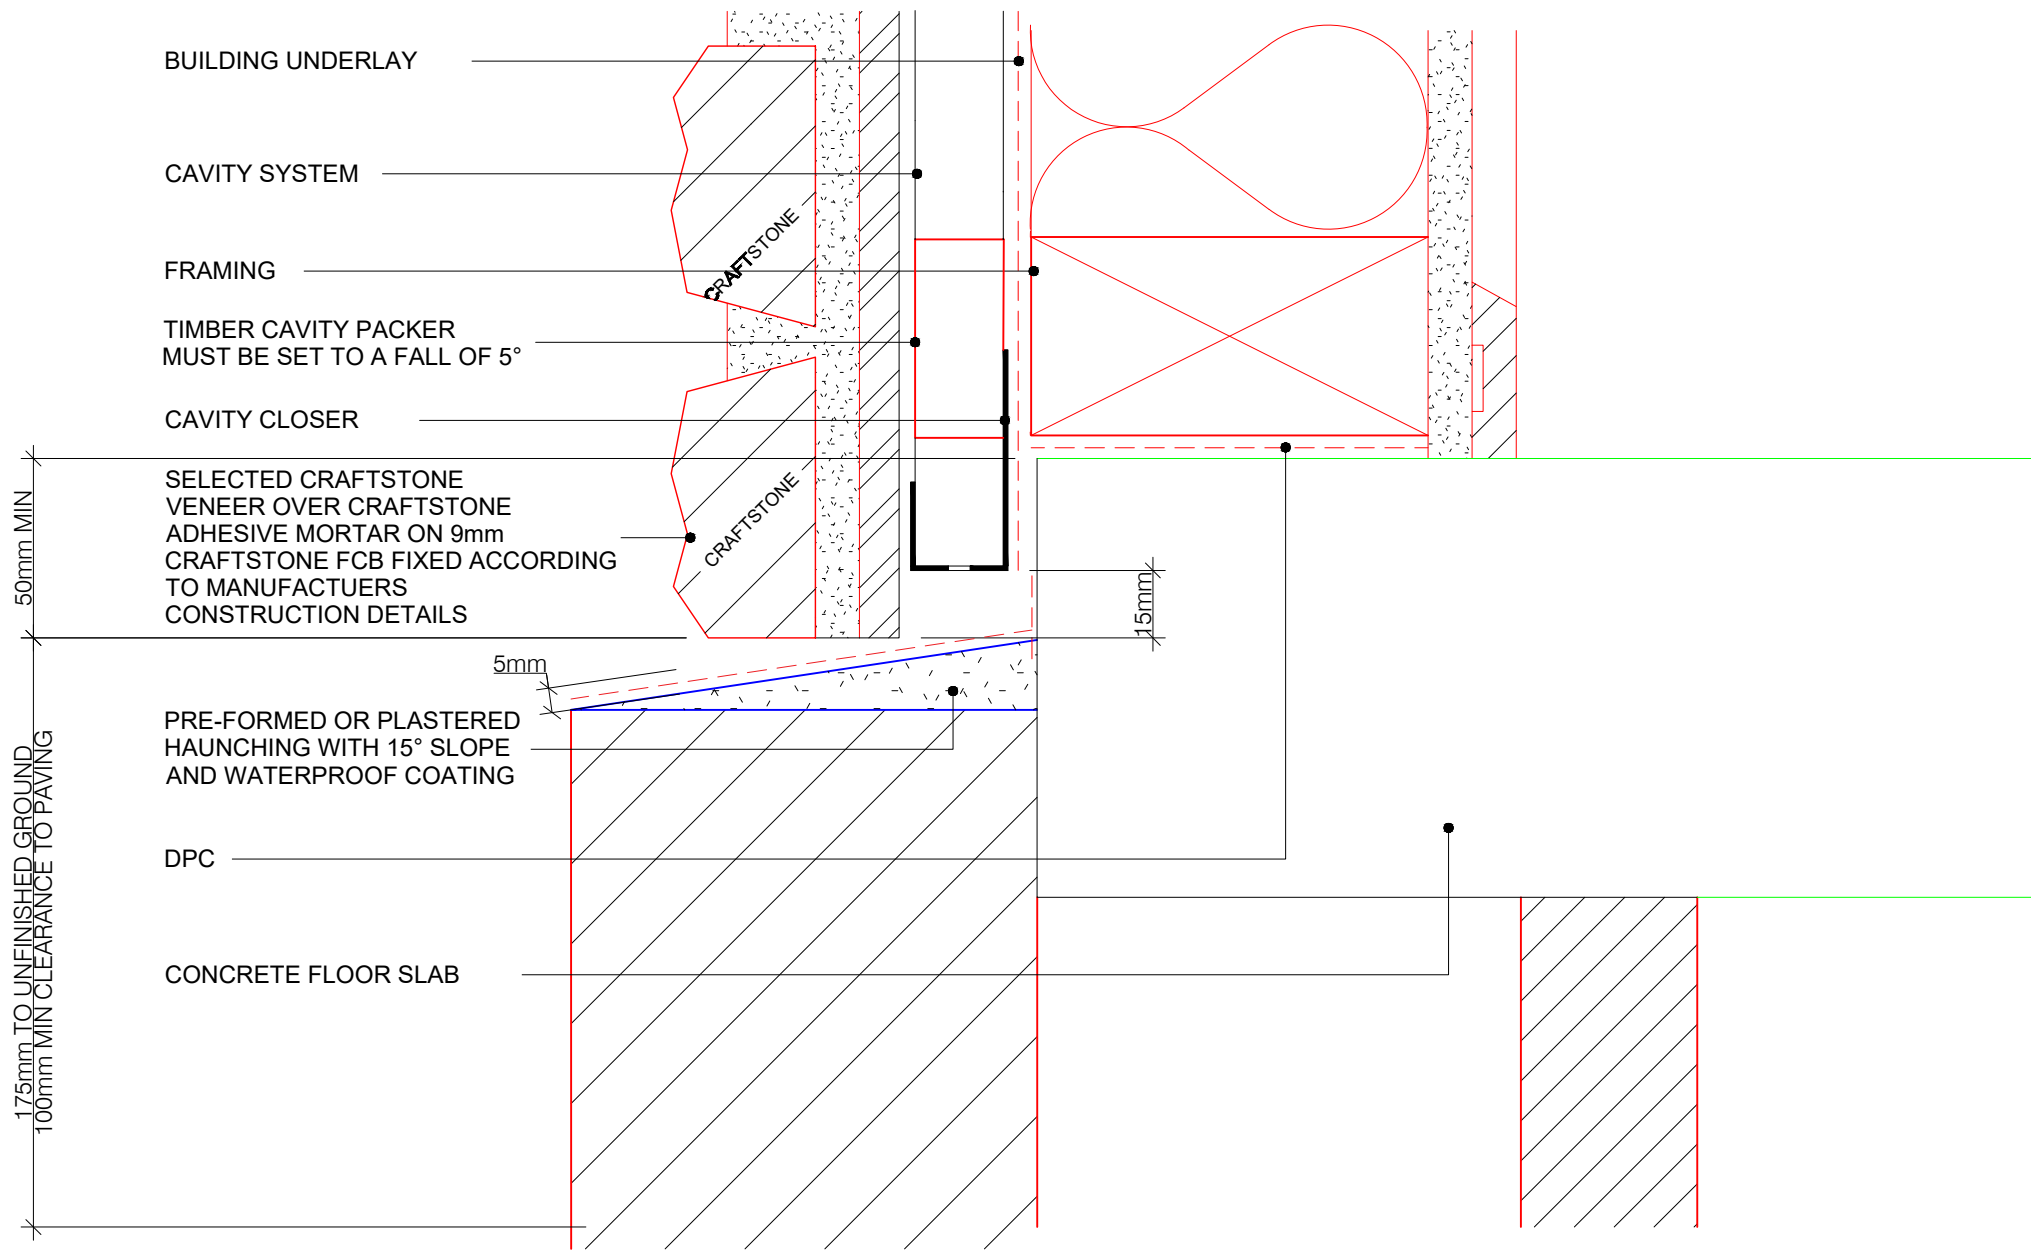 BUILDING UNDERLAY
CAVITY SYSTEM
CRAFTSTONE
FRAMING
TIMBER CAVITY PACKER
MUST BE SET TO A FALL OF 5°
CAVITY CLOSER
SELECTED CRAFTSTONE
VENEER OVER CRAFTSTONE
ADHESIVE MORTAR ON 9mm
CRAFTSTONE FCB FIXED ACCORDING
TO MANUFACTUERS
CONSTRUCTION DETAILS
CRAFTSTONE
50mm MIN
15mm
5mm
PRE-FORMED OR PLASTERED
HAUNCHING WITH 15° SLOPE
AND WATERPROOF COATING
DPC
CONCRETE FLOOR SLAB
175mm TO UNFINISHED GROUND
100mm MIN CLEARANCE TO PAVING